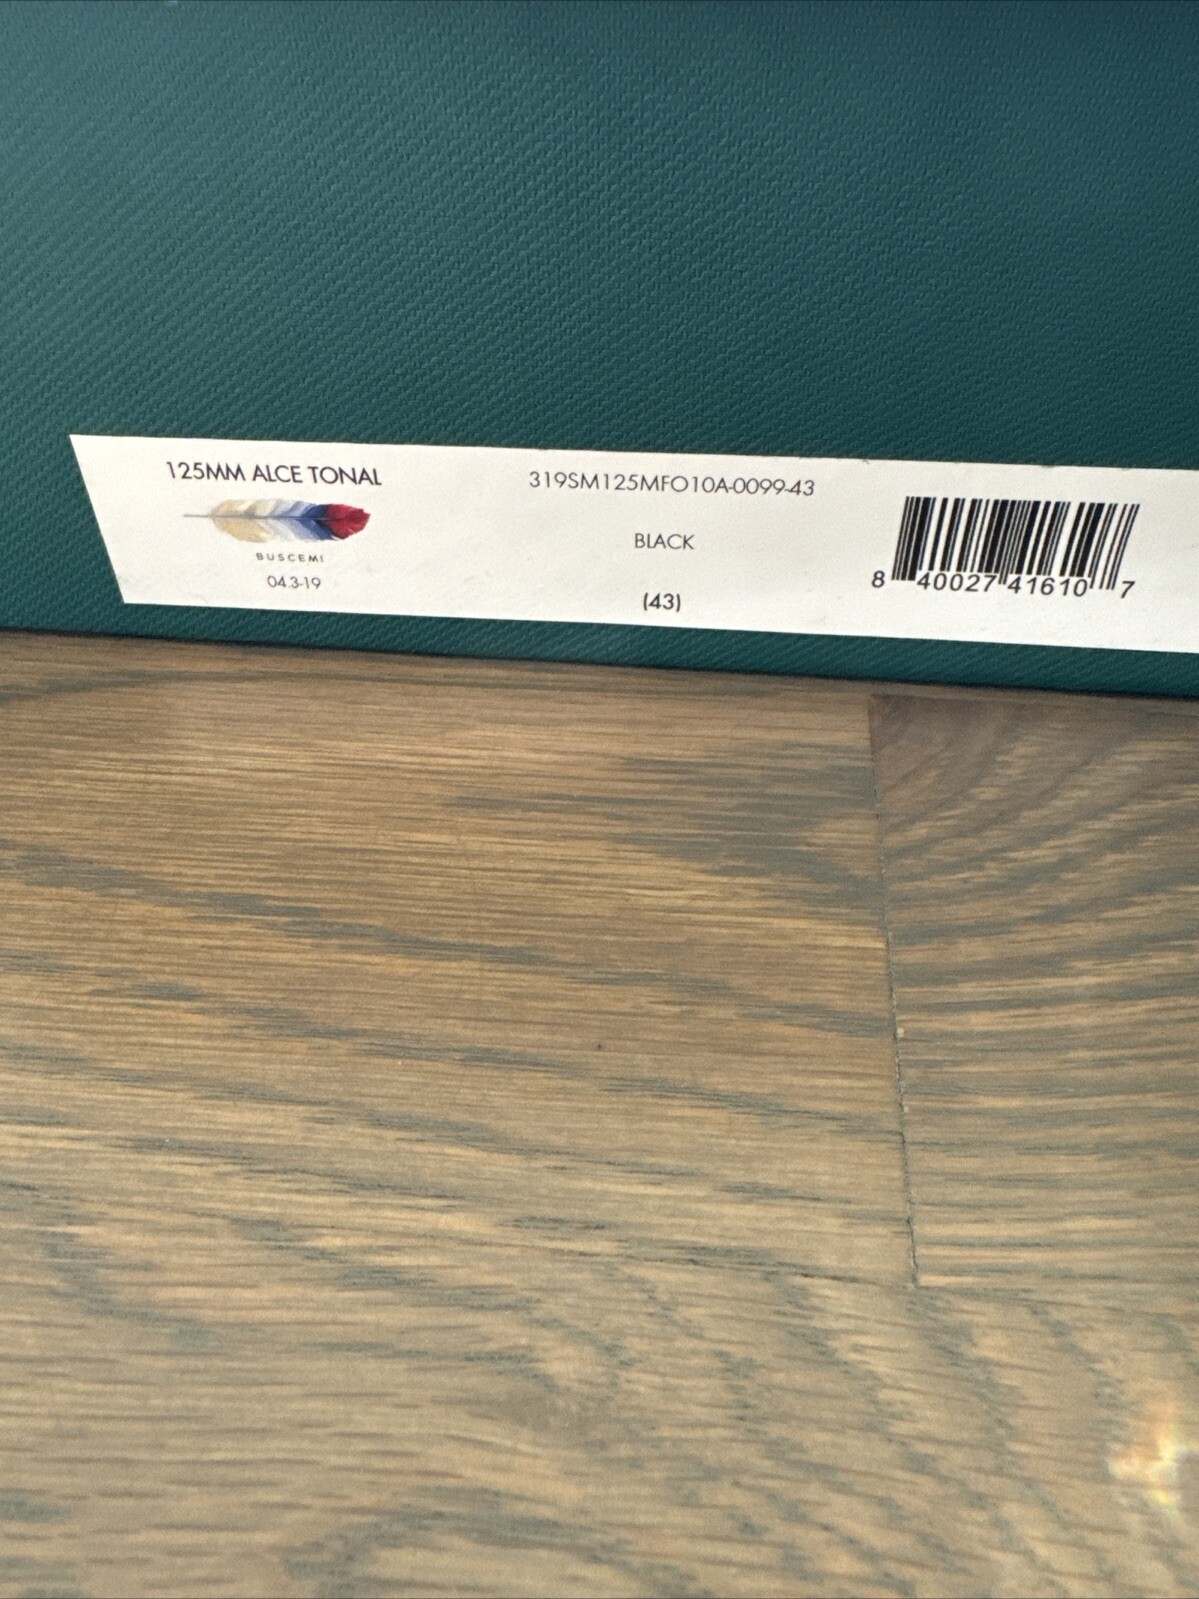 125MM ALCE TONAL
BUSCEMI
04.3-19
319SM125MFO10A-0099-43
BLACK
(43)
8 40027 41610 7